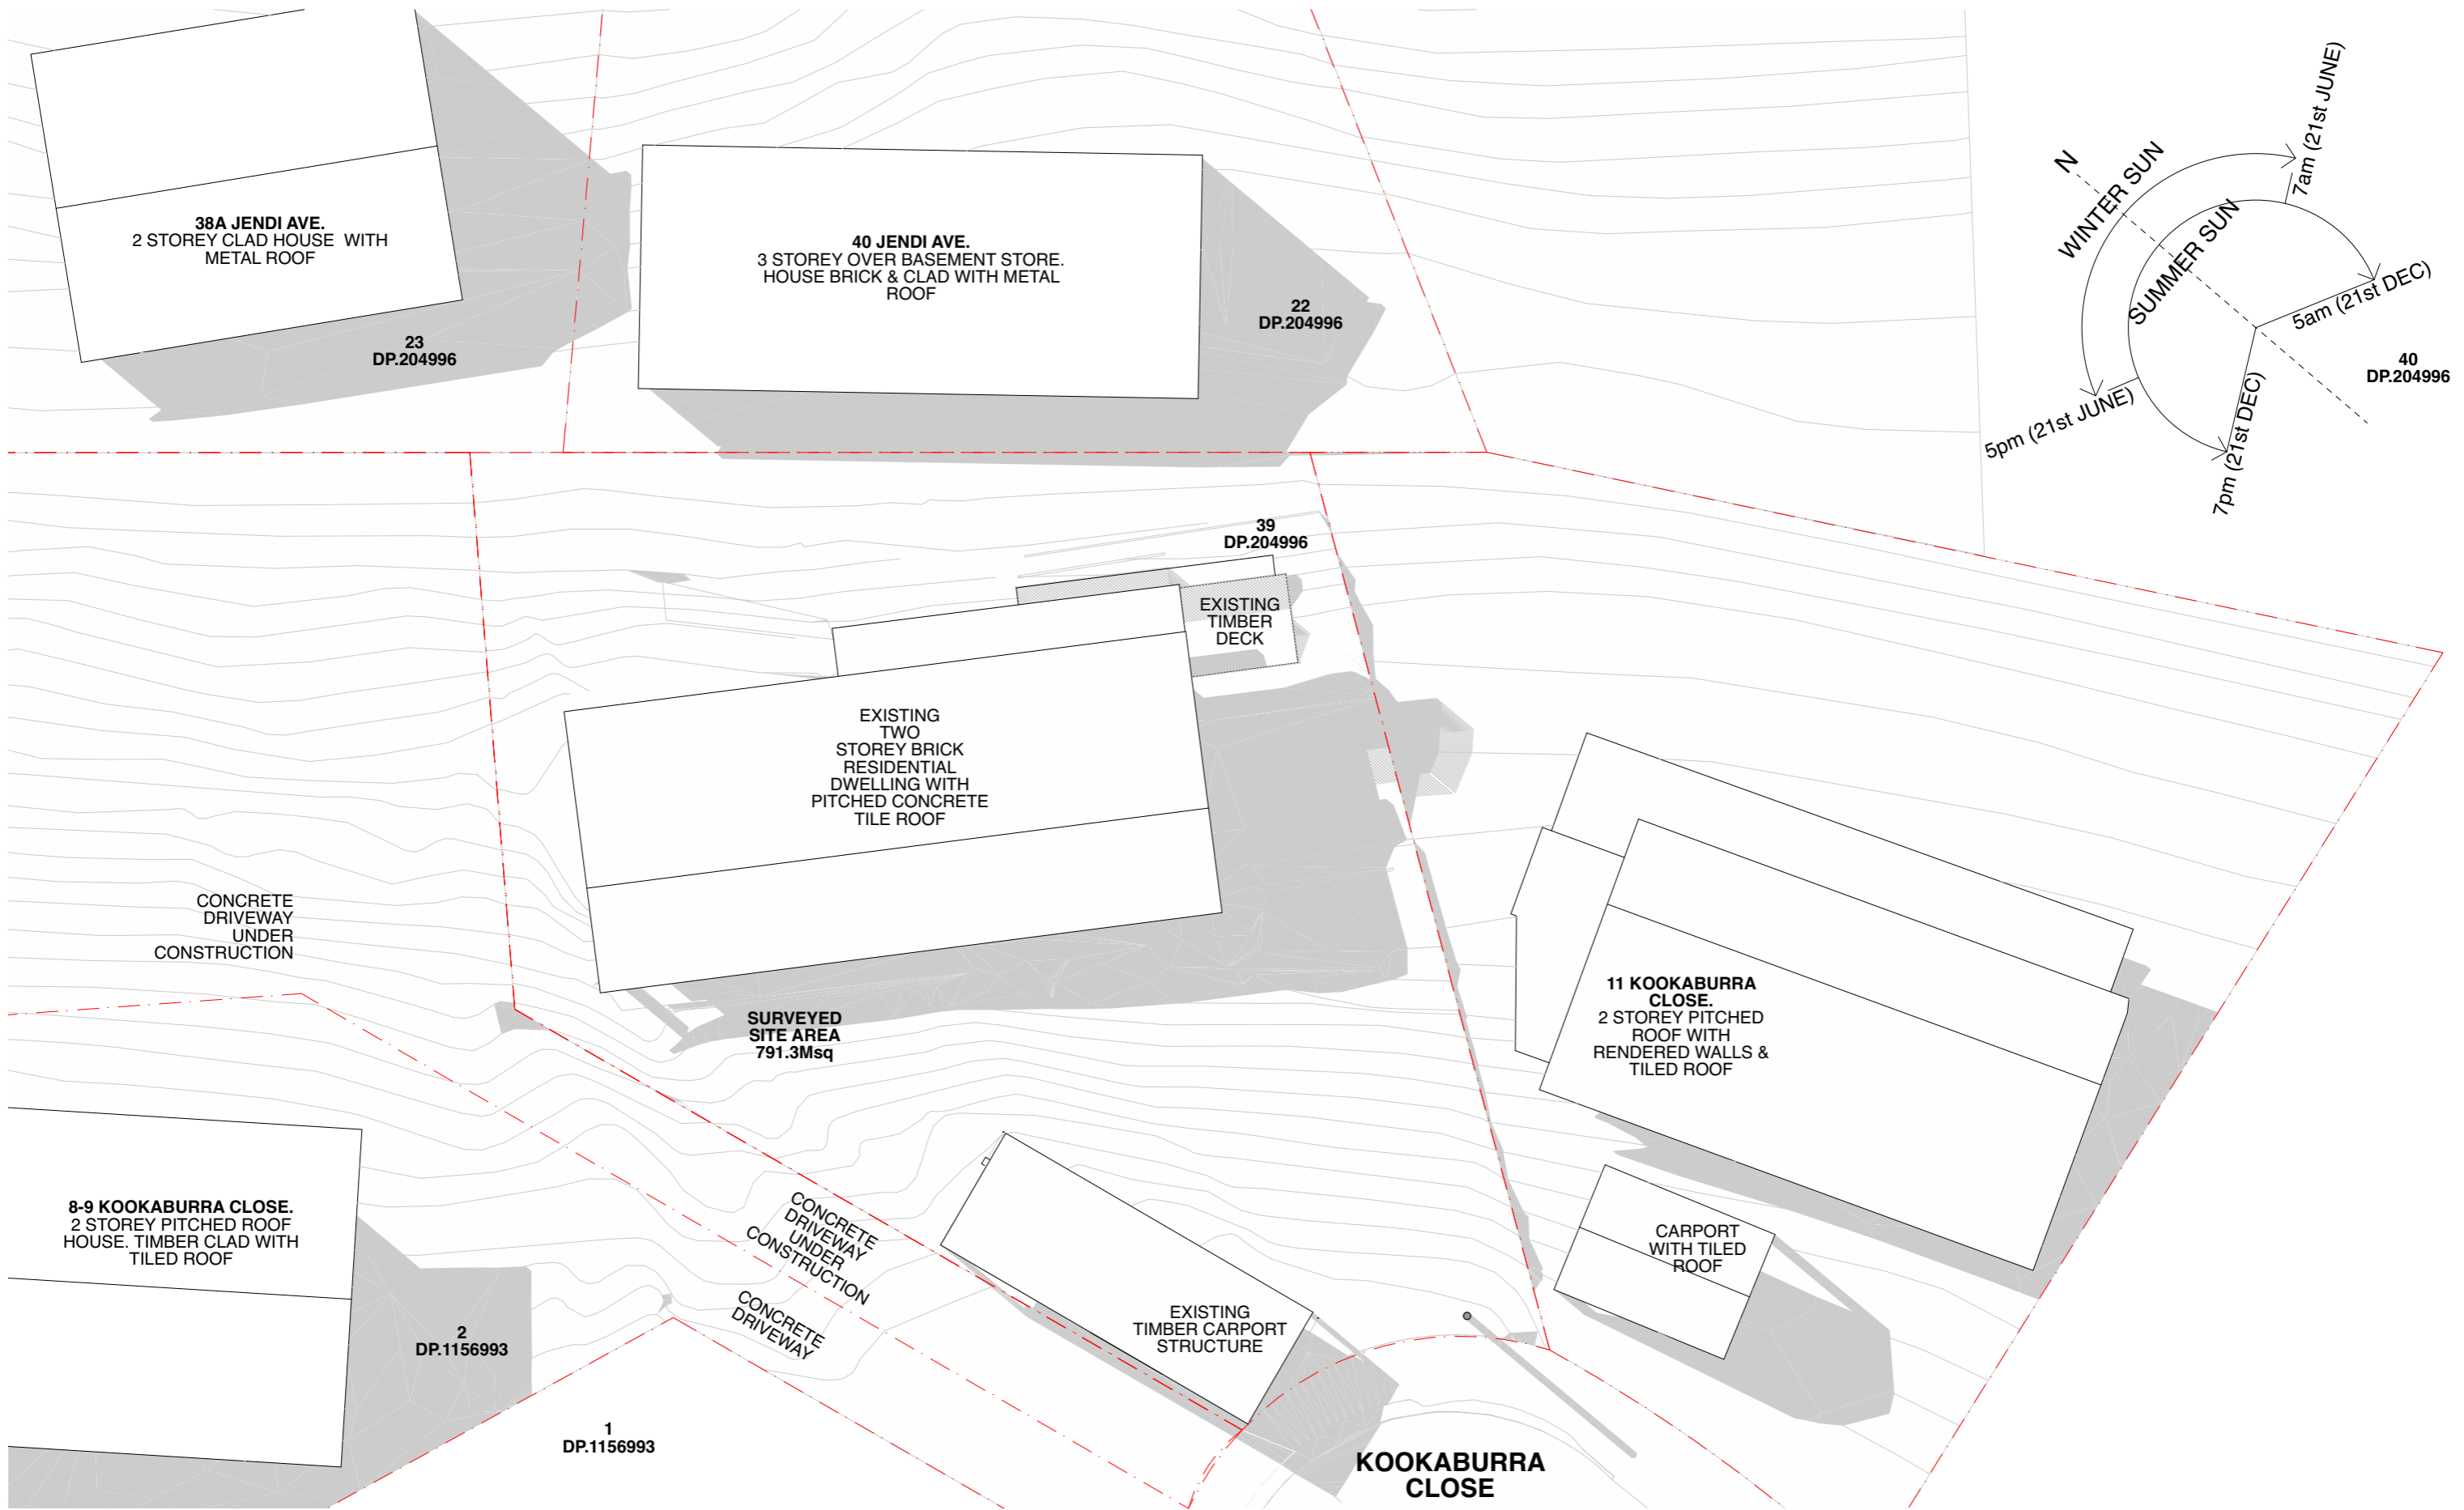 38A JENDI AVE.
2 STOREY CLAD HOUSE WITH
METAL ROOF
23
DP.204996
40 JENDI AVE.
3 STOREY OVER BASEMENT STORE.
HOUSE BRICK & CLAD WITH METAL
ROOF
22
DP.204996
N
WINTER SUN
SUMMER SUN
7am (21st JUNE)
5am (21st DEC)
5pm (21st JUNE)
7pm (21st DEC)
40
DP.204996
39
DP.204996
EXISTING
TIMBER
DECK
EXISTING
TWO
STOREY BRICK
RESIDENTIAL
DWELLING WITH
PITCHED CONCRETE
TILE ROOF
CONCRETE
DRIVEWAY
UNDER
CONSTRUCTION
SURVEYED
SITE AREA
791.3Msq
11 KOOKABURRA
CLOSE.
2 STOREY PITCHED
ROOF WITH
RENDERED WALLS &
TILED ROOF
8-9 KOOKABURRA CLOSE.
2 STOREY PITCHED ROOF
HOUSE. TIMBER CLAD WITH
TILED ROOF
CONCRETE
DRIVEWAY
UNDER
CONSTRUCTION
CONCRETE
DRIVEWAY
CARPORT
WITH TILED
ROOF
EXISTING
TIMBER CARPORT
STRUCTURE
2
DP.1156993
1
DP.1156993
KOOKABURRA
CLOSE